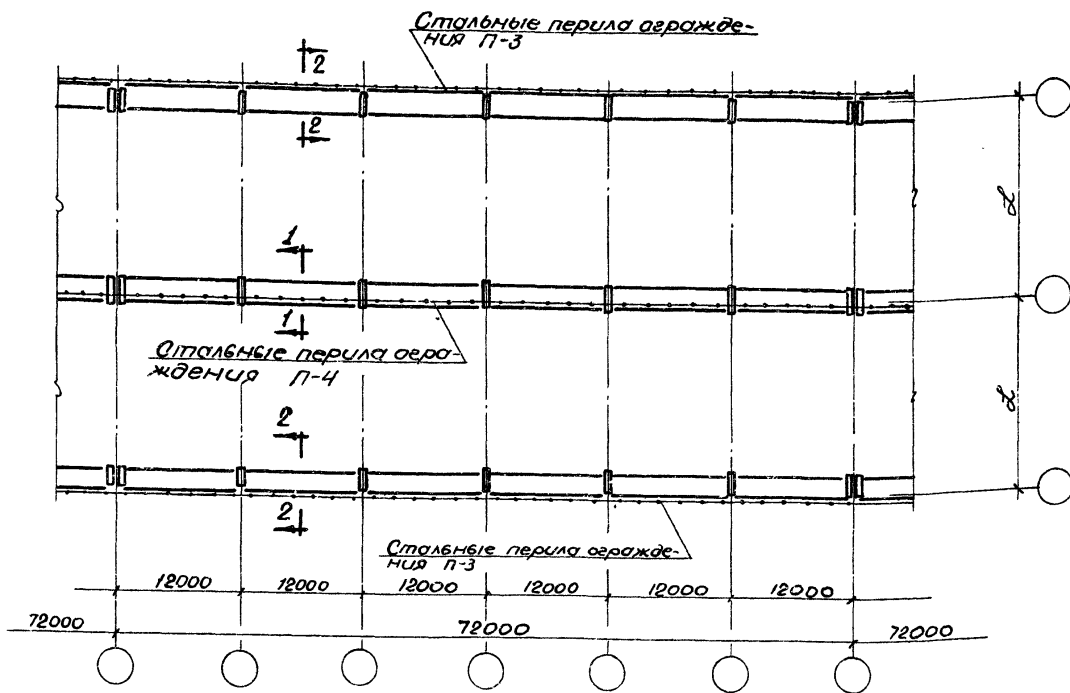 Стальные перила огражде-
ния П-3
2
2
1
1
Стальные перила огра-
ждения П-4
2
2
Стальные перила огражде-
ния П-3
L
L
12000 12000 12000 12000 12000 12000
72000 72000 72000